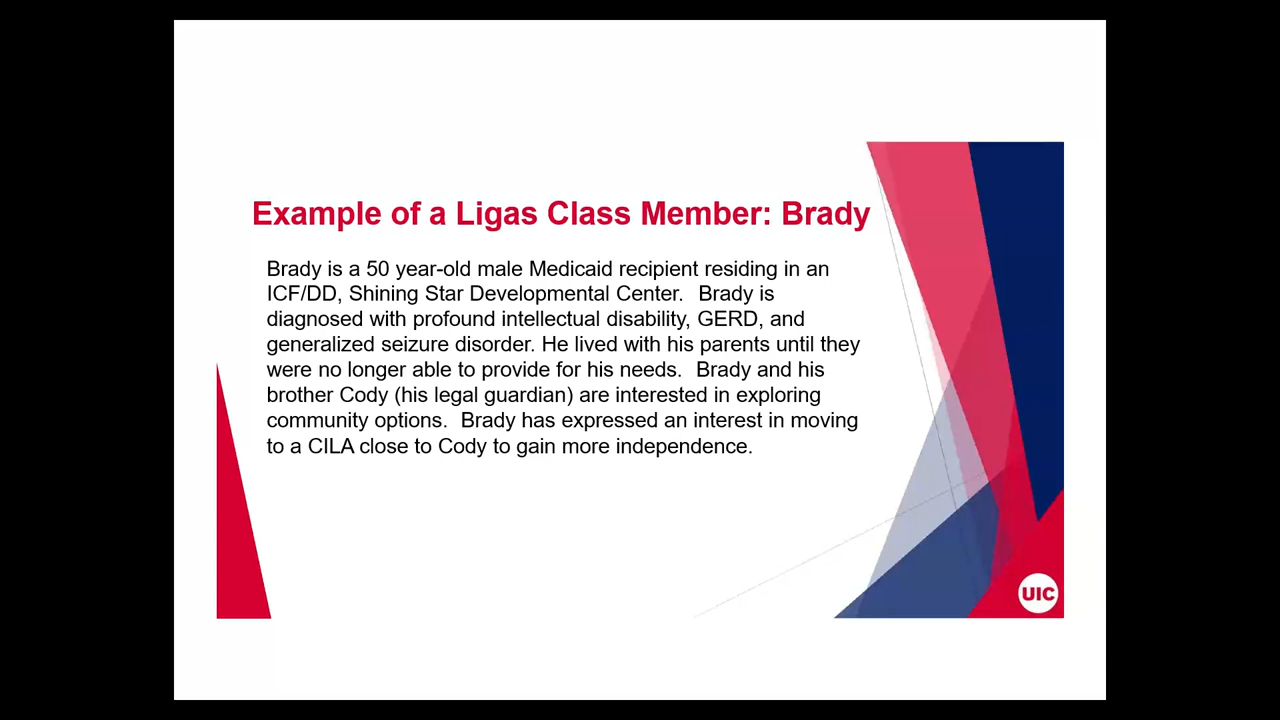 Example of a Ligas Class Member: Brady
Brady is a 50 year-old male Medicaid recipient residing in an
ICF/DD, Shining Star Developmental Center.  Brady is
diagnosed with profound intellectual disability, GERD, and
generalized seizure disorder. He lived with his parents until they
were no longer able to provide for his needs.  Brady and his
brother Cody (his legal guardian) are interested in exploring
community options.  Brady has expressed an interest in moving
to a CILA close to Cody to gain more independence.
UIC